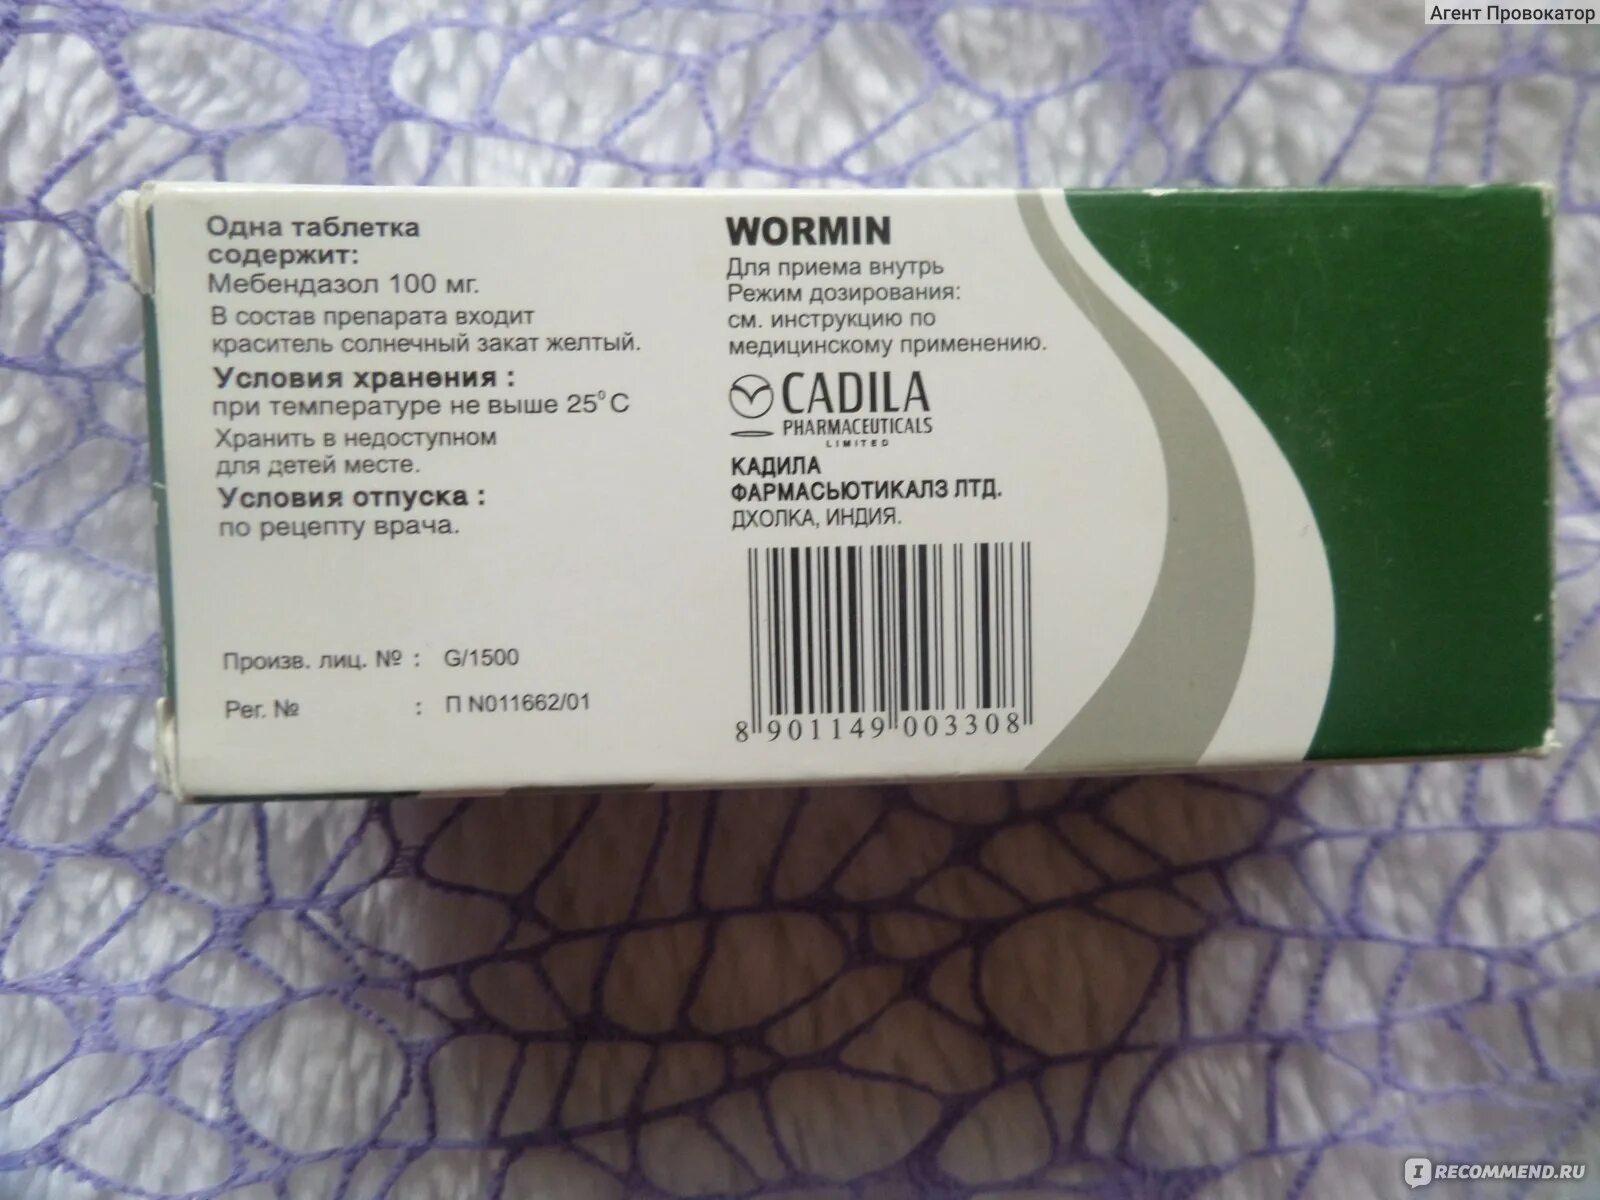 Агент Провокатор
Одна таблетка
содержит:
Мебендазол 100 мг.
В состав препарата входит
краситель солнечный закат желтый.
Условия хранения :
при температуре не выше 25°С
Хранить в недоступном
для детей месте.
Условия отпуска :
по рецепту врача.
Произв. лиц. № : G/1500
Рег. № : П N011662/01
WORMIN
Для приема внутрь
Режим дозирования:
см. инструкцию по
медицинскому применению.
CADILA
PHARMACEUTICALS
LIMITED
КАДИЛА
ФАРМАСЬЮТИКАЛЗ ЛТД.
ДХОЛКА, ИНДИЯ.
8 901149 003308
IRECOMMEND.RU